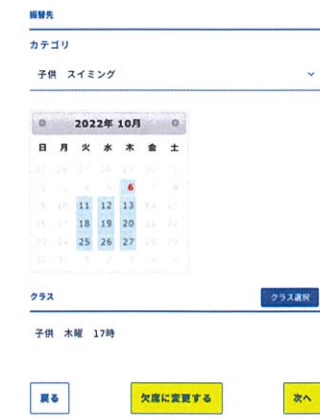 振替先
カテゴリ
子供 スイミング
2022年 10月
日 月 火 水 木 金 土
6
11 12 13
18 19 20
25 26 27
クラス
クラス選択
子供 木曜 17時
戻る
欠席に変更する
次へ